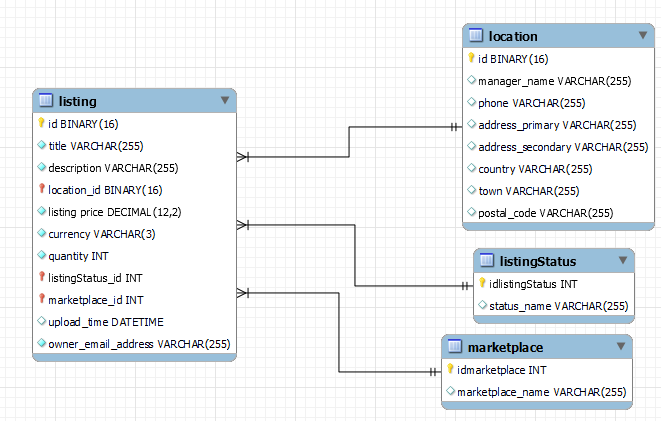 listing
id BINARY(16)
title VARCHAR(255)
description VARCHAR(255)
location_id BINARY(16)
listing price DECIMAL(12,2)
currency VARCHAR(3)
quantity INT
listingStatus_id INT
marketplace_id INT
upload_time DATETIME
owner_email_address VARCHAR(255)
location
id BINARY(16)
manager_name VARCHAR(255)
phone VARCHAR(255)
address_primary VARCHAR(255)
address_secondary VARCHAR(255)
country VARCHAR(255)
town VARCHAR(255)
postal_code VARCHAR(255)
listingStatus
idlistingStatus INT
status_name VARCHAR(255)
marketplace
idmarketplace INT
marketplace_name VARCHAR(255)